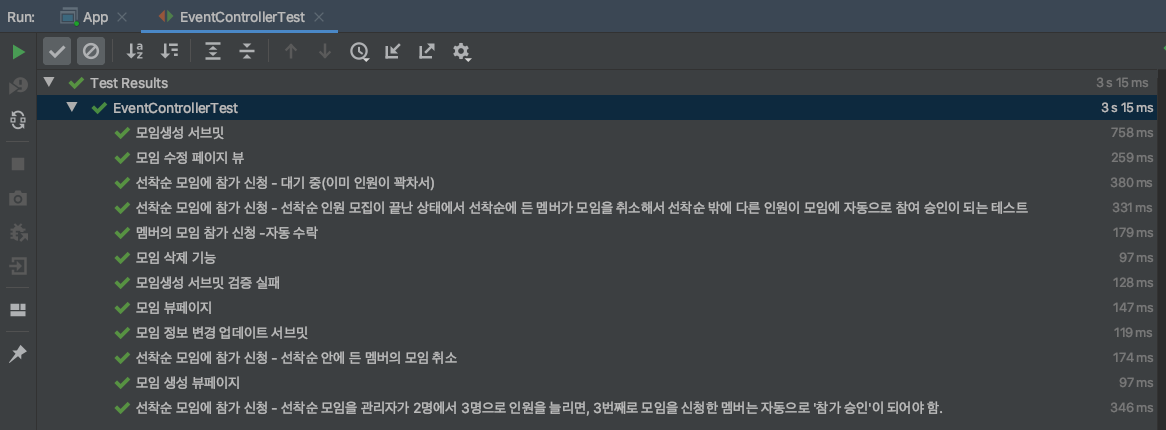 Run: App EventControllerTest
Test Results 3 s 15 ms
EventControllerTest 3 s 15 ms
모임생성 서브밋 758 ms
모임 수정 페이지 뷰 259 ms
선착순 모임에 참가 신청 - 대기 중(이미 인원이 꽉차서) 380 ms
선착순 모임에 참가 신청 - 선착순 인원 모집이 끝난 상태에서 선착순에 든 멤버가 모임을 취소해서 선착순 밖에 다른 인원이 모임에 자동으로 참여 승인이 되는 테스트 331 ms
멤버의 모임 참가 신청 -자동 수락 179 ms
모임 삭제 기능 97 ms
모임생성 서브밋 검증 실패 128 ms
모임 뷰페이지 147 ms
모임 정보 변경 업데이트 서브밋 119 ms
선착순 모임에 참가 신청 - 선착순 안에 든 멤버의 모임 취소 174 ms
모임 생성 뷰페이지 97 ms
선착순 모임에 참가 신청 - 선착순 모임을 관리자가 2명에서 3명으로 인원을 늘리면, 3번째로 모임을 신청한 멤버는 자동으로 '참가 승인'이 되어야 함. 346 ms